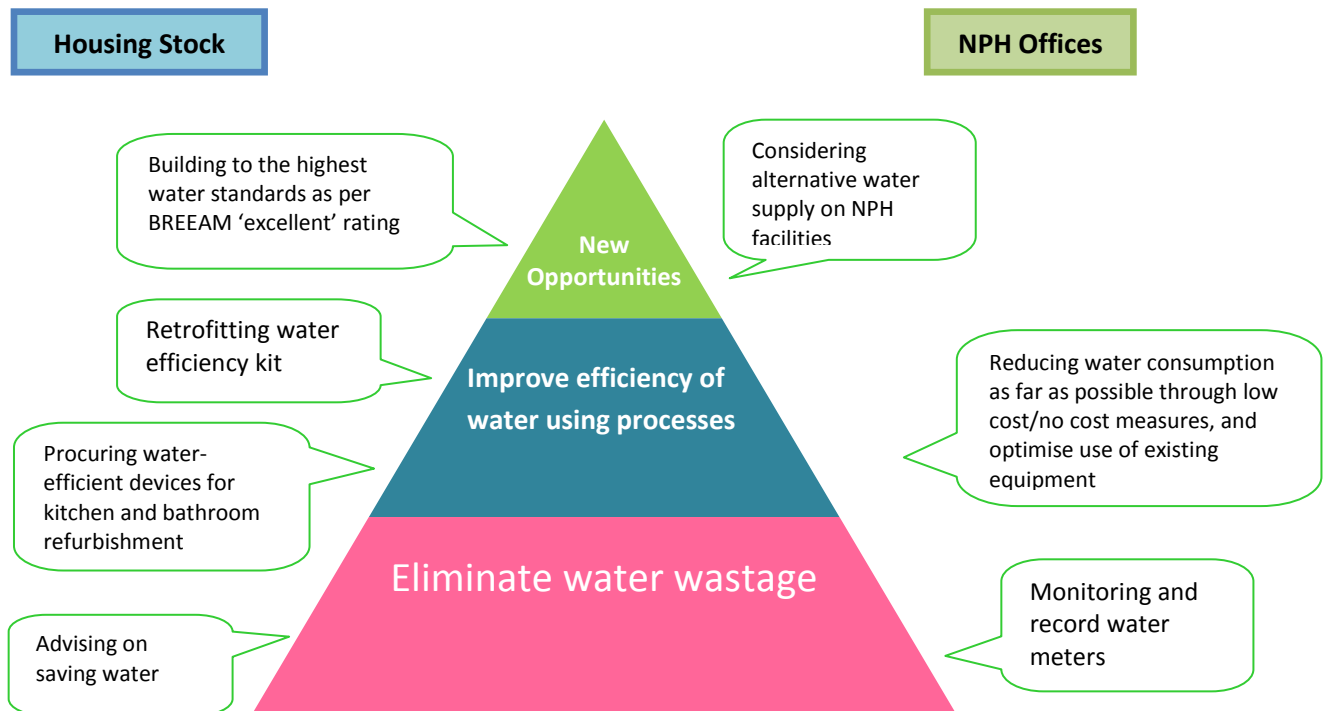 Housing Stock
NPH Offices
Building to the highest
water standards as per
BREEAM ‘excellent’ rating
Considering
alternative water
supply on NPH
facilities
New
Opportunities
Retrofitting water
efficiency kit
Improve efficiency of
water using processes
Reducing water consumption
as far as possible through low
cost/no cost measures, and
optimise use of existing
equipment
Procuring water-
efficient devices for
kitchen and bathroom
refurbishment
Eliminate water wastage
Monitoring and
record water
meters
Advising on
saving water